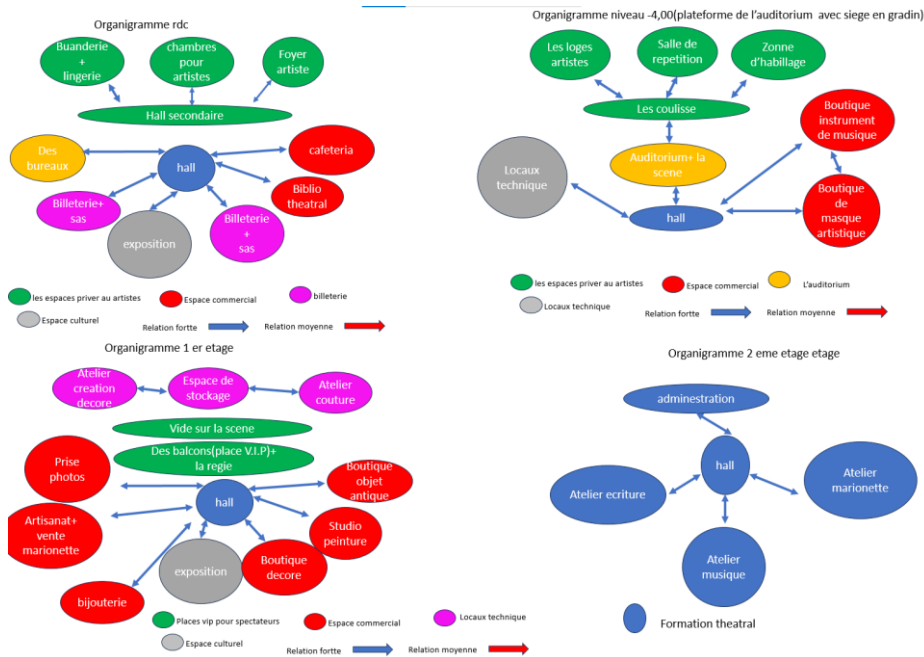 Organigramme rdc
Buanderie
+
lingerie
chambres
pour
artistes
Foyer
artiste
Hall secondaire
Des
bureaux
hall
cafeteria
Billeterie+
sas
Biblio
theatral
exposition
Billeterie
+
sas
les espaces priver au artistes
Espace commercial
billeterie
Espace culturel
Relation fortte
Relation moyenne
Organigramme niveau -4,00(plateforme de l'auditorium avec siege en gradin)
Les loges
artistes
Salle de
repetition
Zonne
d'habillage
Les coulisse
Boutique
instrument
de musique
Locaux
technique
Auditorium+ la
scene
hall
Boutique
de
masque
artistique
les espaces priver au artistes
Espace commercial
L'auditorium
Locaux technique
Relation fortte
Relation moyenne
Organigramme 1 er etage
Atelier
creation
decore
Espace de
stockage
Atelier
couture
Vide sur la scene
Des balcons(place V.I.P)+
la regie
Prise
photos
hall
Boutique
objet
antique
Artisanat+
vente
marionette
Studio
peinture
exposition
Boutique
decore
bijouterie
Places vip pour spectateurs
Espace commercial
Locaux technique
Espace culturel
Relation fortte
Relation moyenne
Organigramme 2 eme etage etage
adminestration
hall
Atelier ecriture
Atelier
marionette
Atelier
musique
Formation theatral